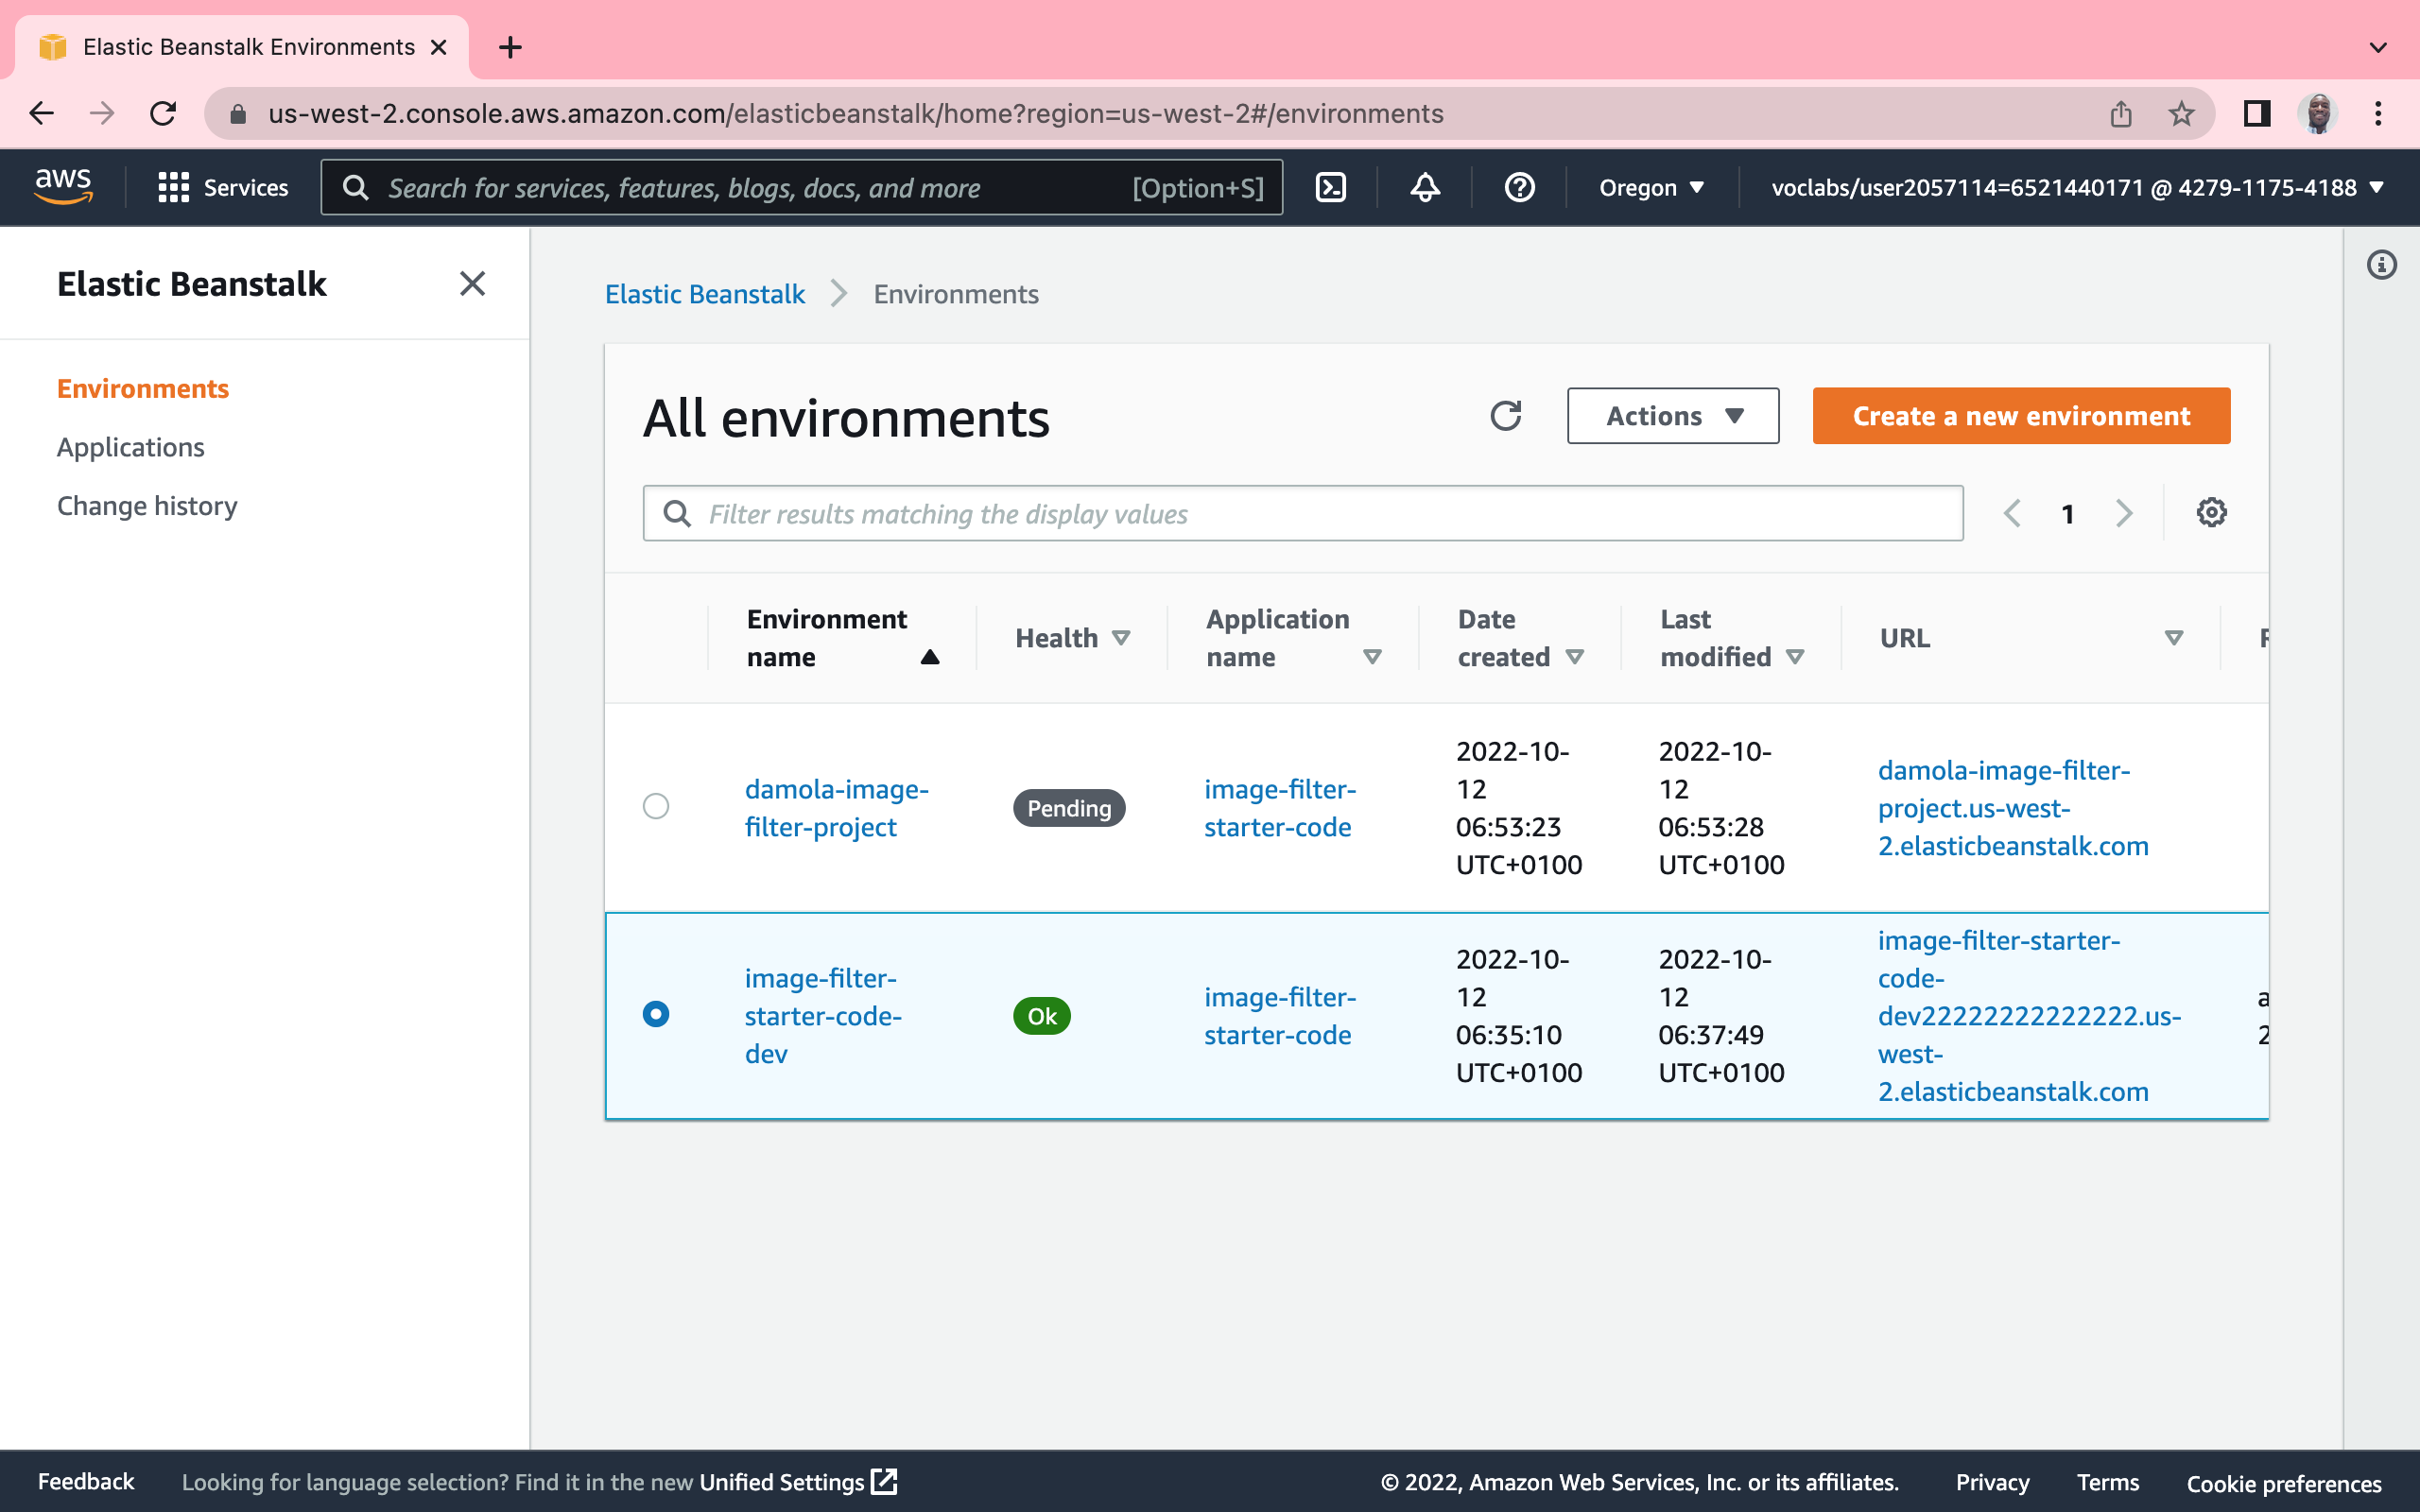 Elastic Beanstalk Environments
us-west-2.console.aws.amazon.com/elasticbeanstalk/home?region=us-west-2#/environments
aws
Services
Search for services, features, blogs, docs, and more
[Option+S]
Oregon
voclabs/user2057114=6521440171 @ 4279-1175-4188
Elastic Beanstalk
Environments
Applications
Change history
Elastic Beanstalk
Environments
All environments
Actions
Create a new environment
Filter results matching the display values
1
Environment
name
Health
Application
name
Date
created
Last
modified
URL
damola-image-
filter-project
Pending
image-filter-
starter-code
2022-10-
12
06:53:23
UTC+0100
2022-10-
12
06:53:28
UTC+0100
damola-image-filter-
project.us-west-
2.elasticbeanstalk.com
image-filter-
starter-code-
dev
Ok
image-filter-
starter-code
2022-10-
12
06:35:10
UTC+0100
2022-10-
12
06:37:49
UTC+0100
image-filter-starter-
code-
dev22222222222222.us-
west-
2.elasticbeanstalk.com
Feedback
Looking for language selection? Find it in the new Unified Settings
© 2022, Amazon Web Services, Inc. or its affiliates.
Privacy
Terms
Cookie preferences